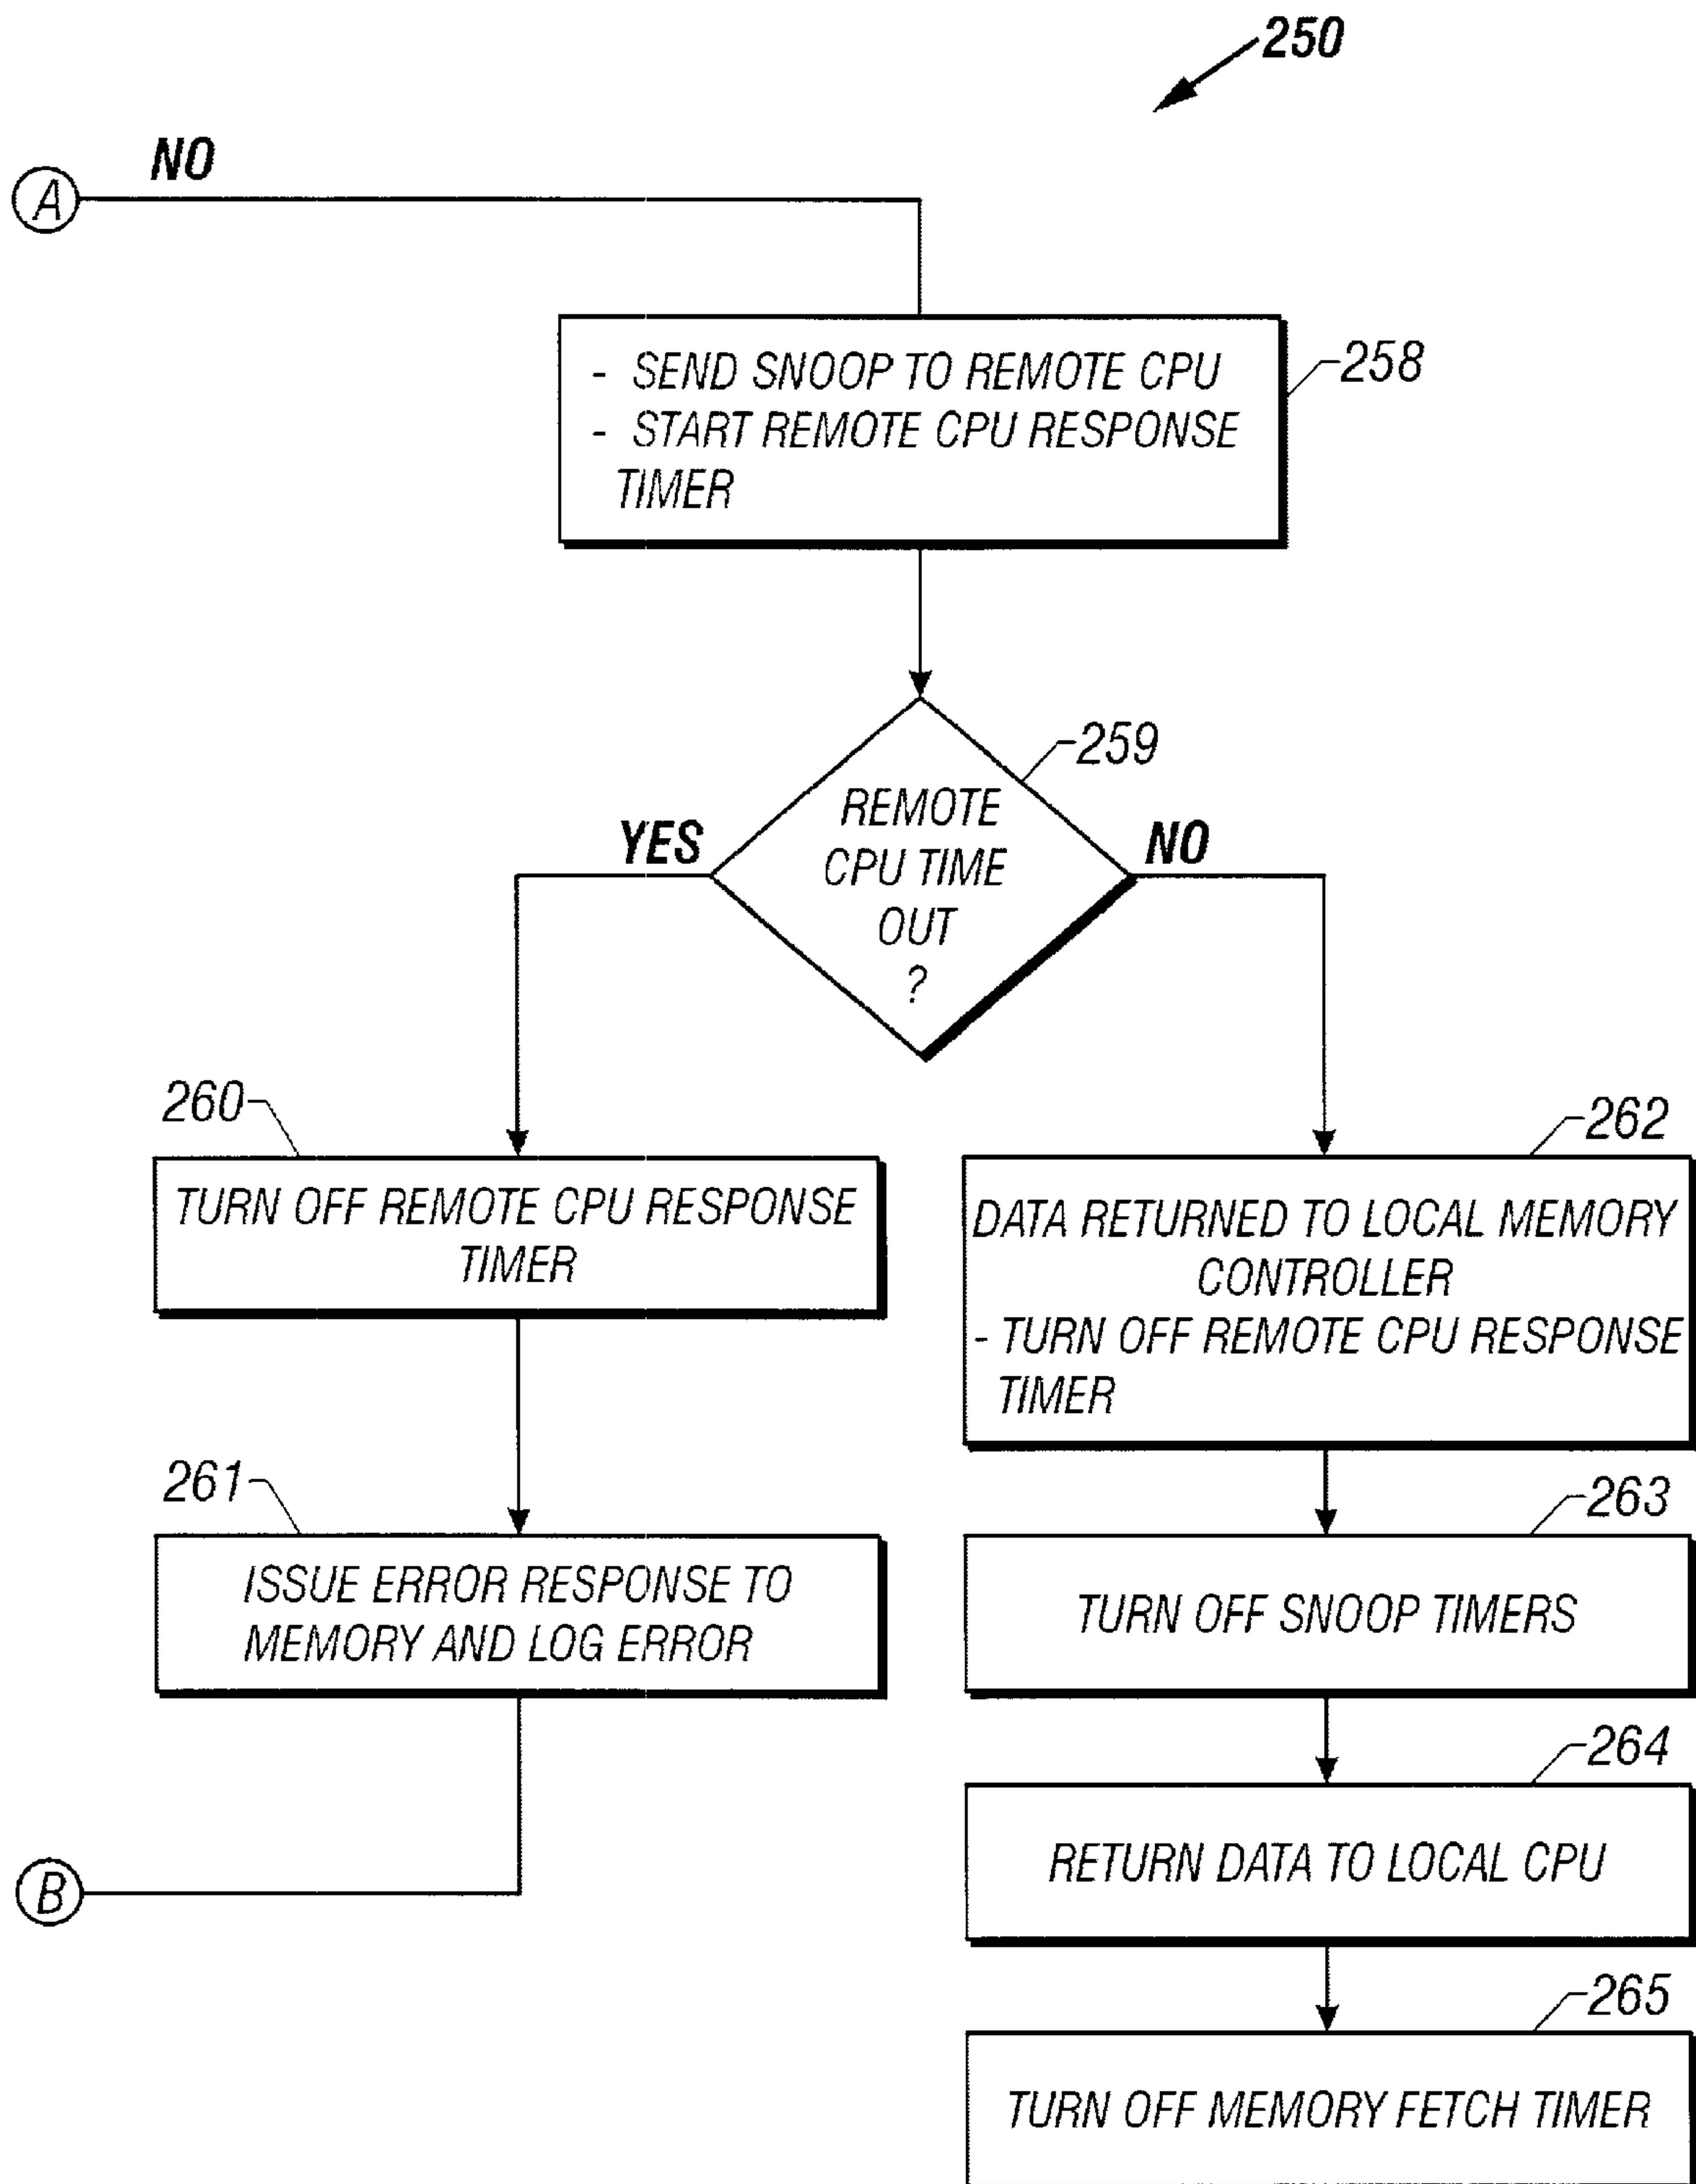 250
NO
A
- SEND SNOOP TO REMOTE CPU
- START REMOTE CPU RESPONSE
TIMER
258
259
REMOTE
CPU TIME
OUT
?
YES
NO
260
TURN OFF REMOTE CPU RESPONSE
TIMER
262
DATA RETURNED TO LOCAL MEMORY
CONTROLLER
- TURN OFF REMOTE CPU RESPONSE
TIMER
261
ISSUE ERROR RESPONSE TO
MEMORY AND LOG ERROR
263
TURN OFF SNOOP TIMERS
264
RETURN DATA TO LOCAL CPU
B
265
TURN OFF MEMORY FETCH TIMER